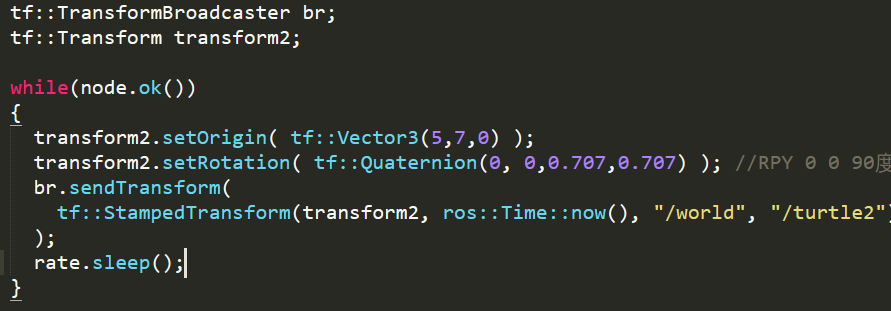 tf::TransformBroadcaster br;
tf::Transform transform2;
while(node.ok())
{
transform2.setOrigin( tf::Vector3(5,7,0) );
transform2.setRotation( tf::Quaternion(0, 0,0.707,0.707) ); //RPY 0 0 90度
br.sendTransform(
tf::StampedTransform(transform2, ros::Time::now(), "/world", "/turtle2")
);
rate.sleep();
}